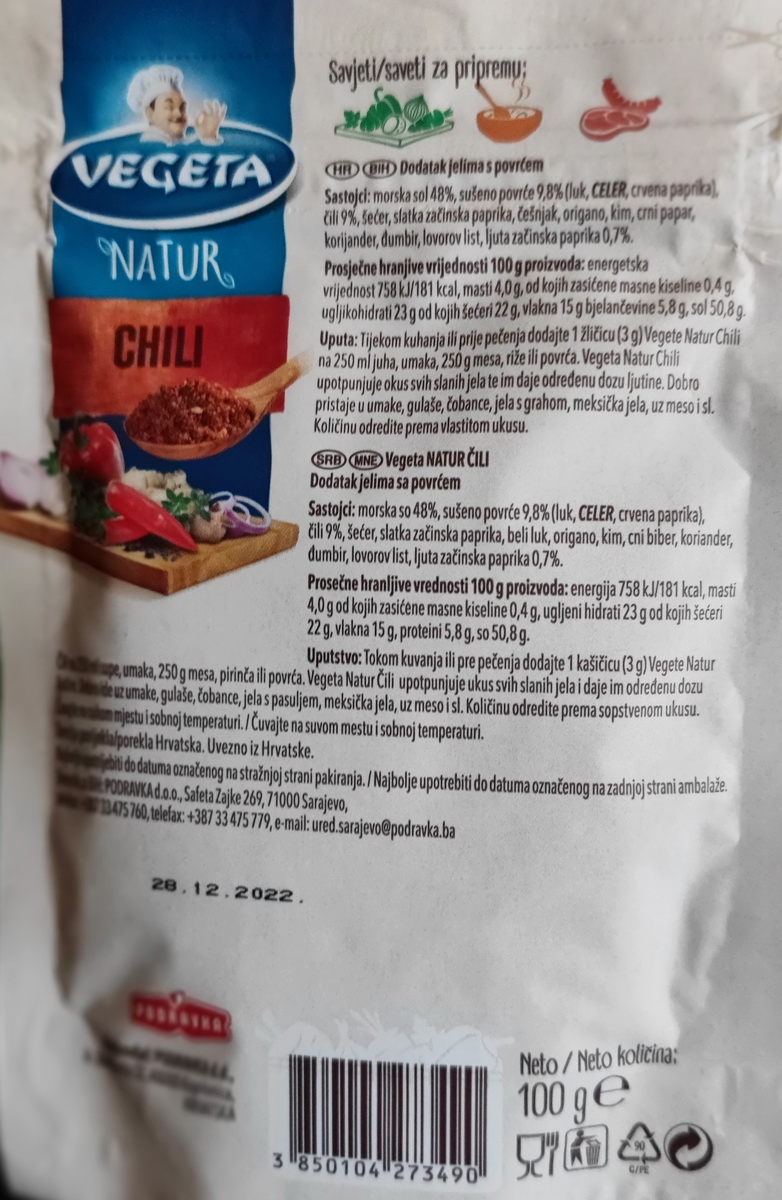 VEGETA
NATUR
CHILI
Savjeti/saveti za pripremu:
HR BIH Dodatak jelima s povrćem
Sastojci: morska sol 48%, sušeno povrće 9,8% (luk, CELER, crvena paprika),
čili 9%, šećer, slatka začinska paprika, češnjak, origano, kim, crni papar,
korijander, đumbir, lovorov list, ljuta začinska paprika 0,7%.
Prosječne hranjive vrijednosti 100 g proizvoda: energetska
vrijednost 758 kJ/181 kcal, masti 4,0 g, od kojih zasićene masne kiseline 0,4 g,
ugljikohidrati 23 g od kojih šećeri 22 g, vlakna 15 g bjelančevine 5,8 g, sol 50,8 g.
Uputa: Tijekom kuhanja ili prije pečenja dodajte 1 žličicu (3 g) Vegete Natur Chili
na 250 ml juha, umaka, 250 g mesa, riže ili povrća. Vegeta Natur Chili
upotpunjuje okus svih slanih jela te im daje određenu dozu ljutine. Dobro
pristaje u umake, gulaše, čobance, jela s grahom, meksička jela, uz meso i sl.
Količinu odredite prema vlastitom ukusu.
SRB MNE Vegeta NATUR ČILI
Dodatak jelima sa povrćem
Sastojci: morska so 48%, sušeno povrće 9,8% (luk, CELER, crvena paprika),
čili 9%, šećer, slatka začinska paprika, beli luk, origano, kim, cni biber, koriander,
đumbir, lovorov list, ljuta začinska paprika 0,7%.
Prosečne hranljive vrednosti 100 g proizvoda: energija 758 kJ/181 kcal, masti
4,0 g od kojih zasićene masne kiseline 0,4 g, ugljeni hidrati 23 g od kojih šećeri
22 g, vlakna 15 g, proteini 5,8 g, so 50,8 g.
Uputstvo: Tokom kuvanja ili pre pečenja dodajte 1 kašičicu (3 g) Vegete Natur
supe, umaka, 250 g mesa, pirinča ili povrća. Vegeta Natur Čili upotpunjuje ukus svih slanih jela i daje im određenu dozu
uz umake, gulaše, čobance, jela s pasuljem, meksička jela, uz meso i sl. Količinu odredite prema sopstvenom ukusu.
mjestu i sobnoj temperaturi. / Čuvajte na suvom mestu i sobnoj temperaturi.
porekla Hrvatska. Uvezno iz Hrvatske.
do datuma označenog na stražnjoj strani pakiranja. / Najbolje upotrebiti do datuma označenog na zadnjoj strani ambalaže.
PODRAVKA d.o.o., Safeta Zajke 269, 71000 Sarajevo,
33 475 760, telefax: +387 33 475 779, e-mail: ured.sarajevo@podravka.ba
28.12.2022.
PODRAVKA
Neto / Neto količina:
100 g e
3 850104 273490
90
C/PE